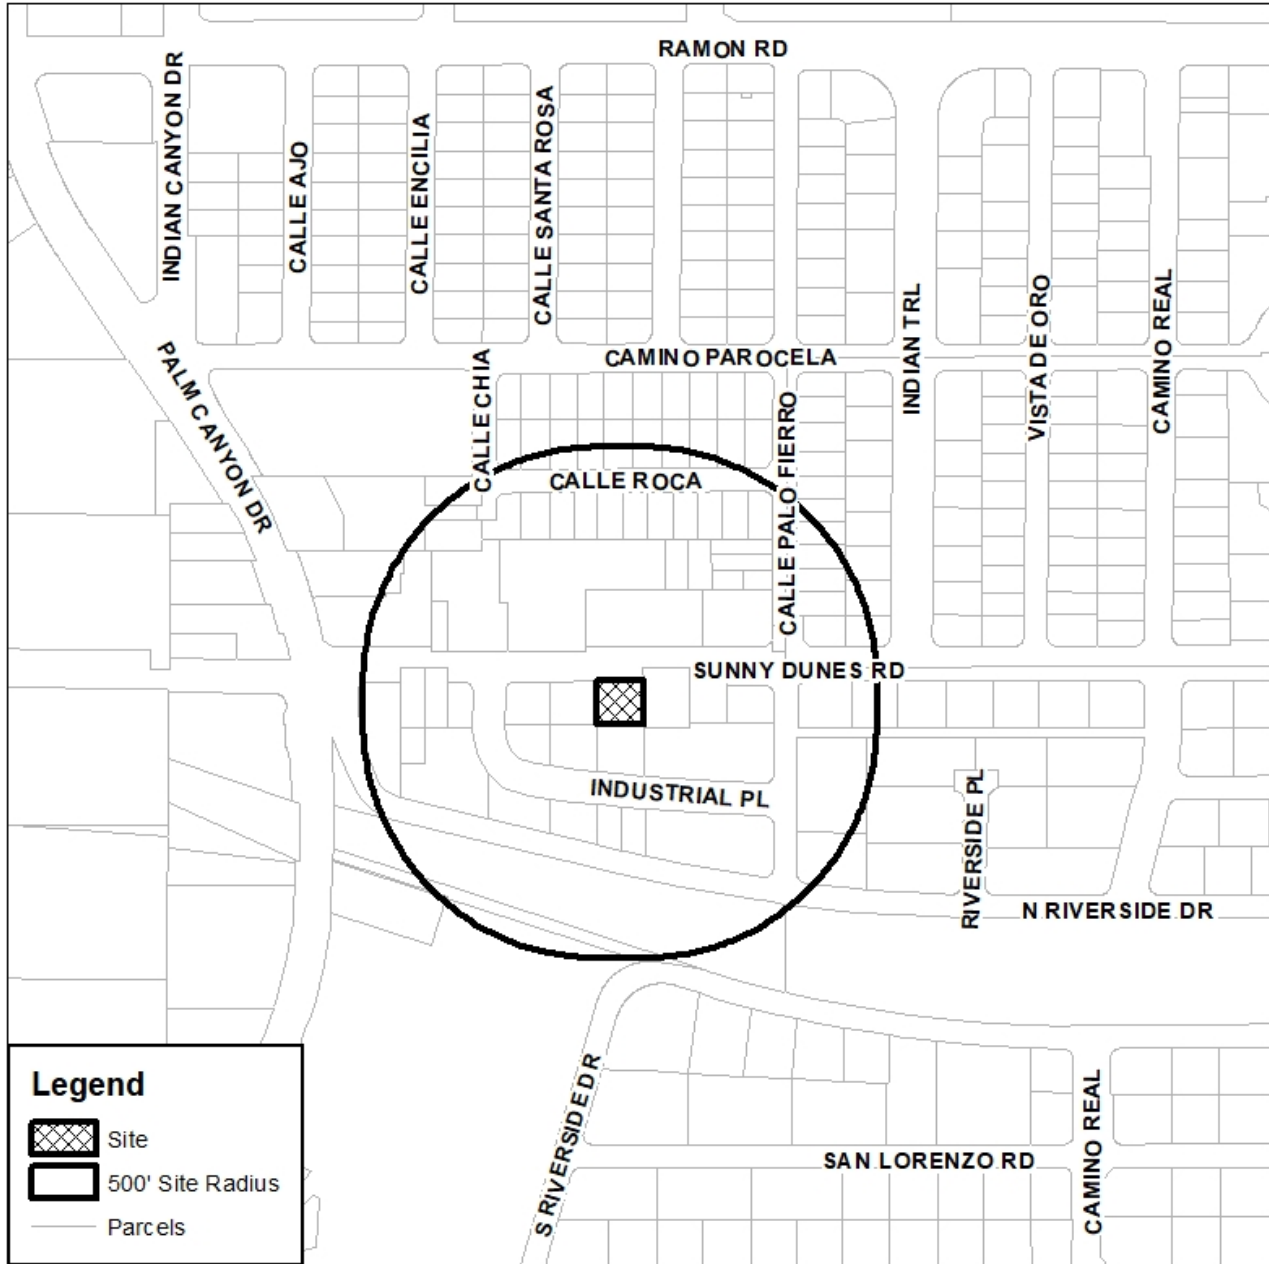 RAMON RD
INDIAN CANYON DR
CALLE AJO
CALLE ENCILIA
CALLE SANTA ROSA
INDIAN TRL
VISTA DE ORO
CAMINO REAL
CAMINO PAROCELA
PALM CANYON DR
CALLE CHIA
CALLE PALO FIERRO
CALLE ROCA
SUNNY DUNES RD
INDUSTRIAL PL
RIVERSIDE PL
N RIVERSIDE DR
S RIVERSIDE DR
SAN LORENZO RD
CAMINO REAL
Legend
Site
500' Site Radius
Parcels